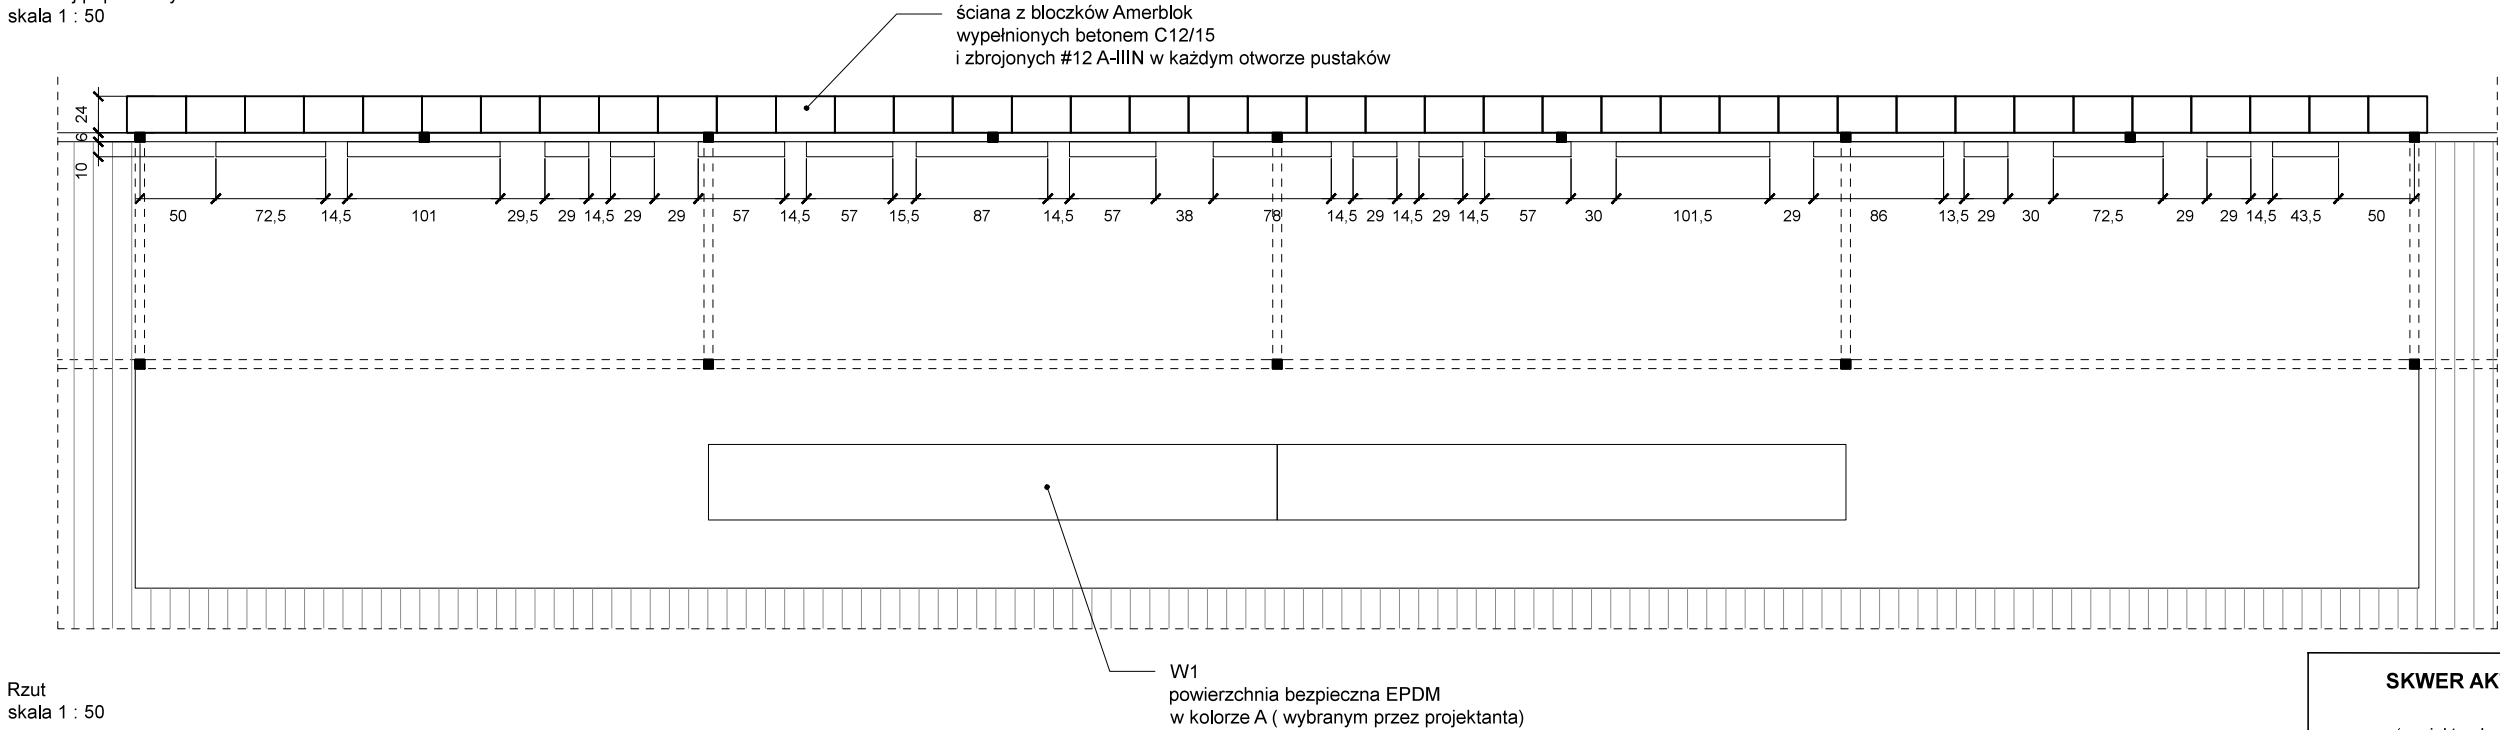 skala 1 : 50
ściana z bloczków Amerblok
wypełnionych betonem C12/15
i zbrojonych #12 A-IIIN w każdym otworze pustaków
24
6
10
50 72,5 14,5 101 29,5 29 14,5 29 29 57 14,5 57 15,5 87 14,5 57 38 78 14,5 29 14,5 29 14,5 57 30 101,5 29 86 13,5 29 30 72,5 29 29 14,5 43,5 50
W1
powierzchnia bezpieczna EPDM
w kolorze A ( wybranym przez projektanta)
Rzut
skala 1 : 50
SKWER AK